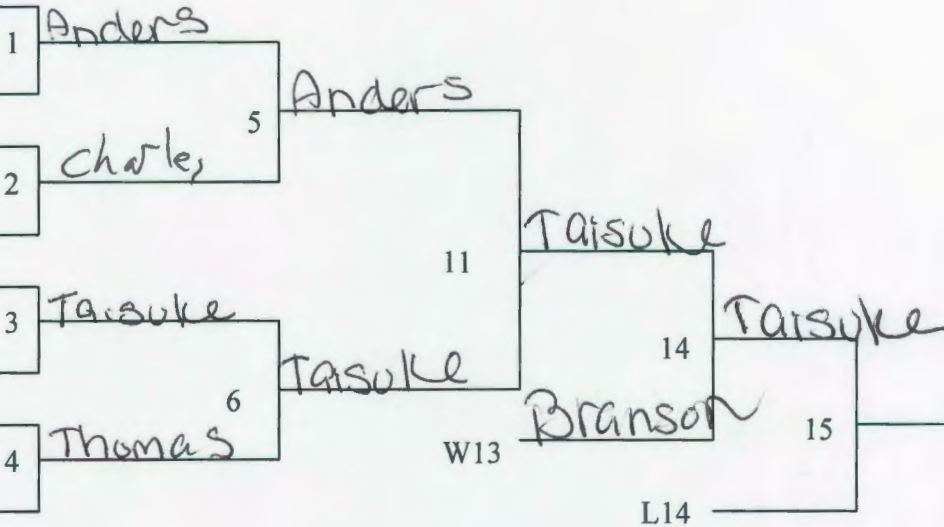 1 Anders
5 Anders
2 Charles
11 Taisuke
3 Taisuke
14 Taisuke
6 Taisuke
W13 Branson
15
4 Thomas
L14